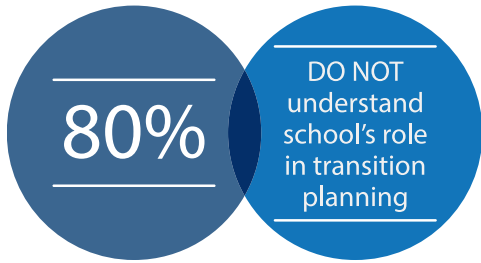 80%
DO NOT
understand
school's role
in transition
planning